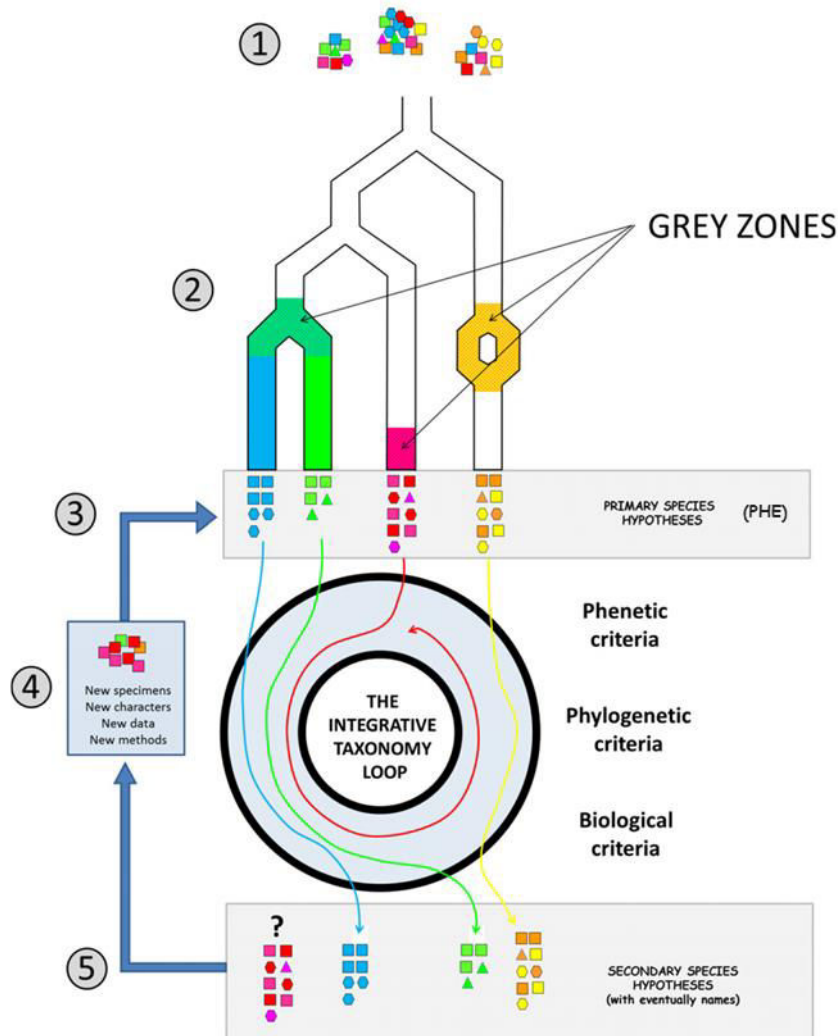 1
GREY ZONES
2
3
PRIMARY SPECIES
HYPOTHESES
(PHE)
Phenetic
criteria
4
New specimens
New characters
New data
New methods
THE
INTEGRATIVE
TAXONOMY
LOOP
Phylogenetic
criteria
Biological
criteria
?
5
SECONDARY SPECIES
HYPOTHESES
(with eventually names)